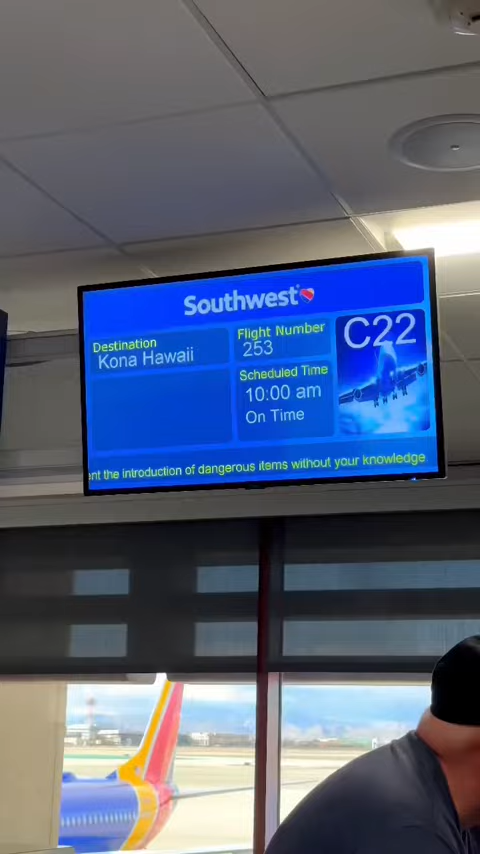 Southwest
Destination
Kona Hawaii
Flight Number
253
Scheduled Time
10:00 am
On Time
C22
nt the introduction of dangerous items without your knowledge.